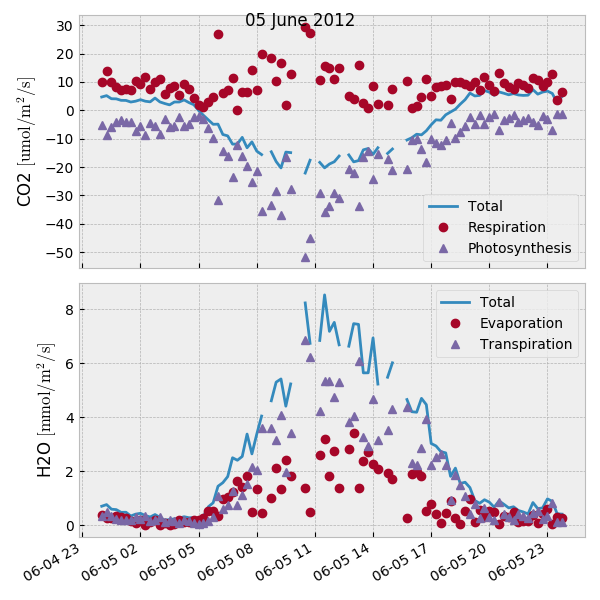 05 June 2012
30
20
10
0
−10
−20
−30
−40
−50
CO2 [umol/m²/s]
Total
Respiration
Photosynthesis
8
6
4
2
0
H2O [mmol/m²/s]
Total
Evaporation
Transpiration
06-04 23
06-05 02
06-05 05
06-05 08
06-05 11
06-05 14
06-05 17
06-05 20
06-05 23